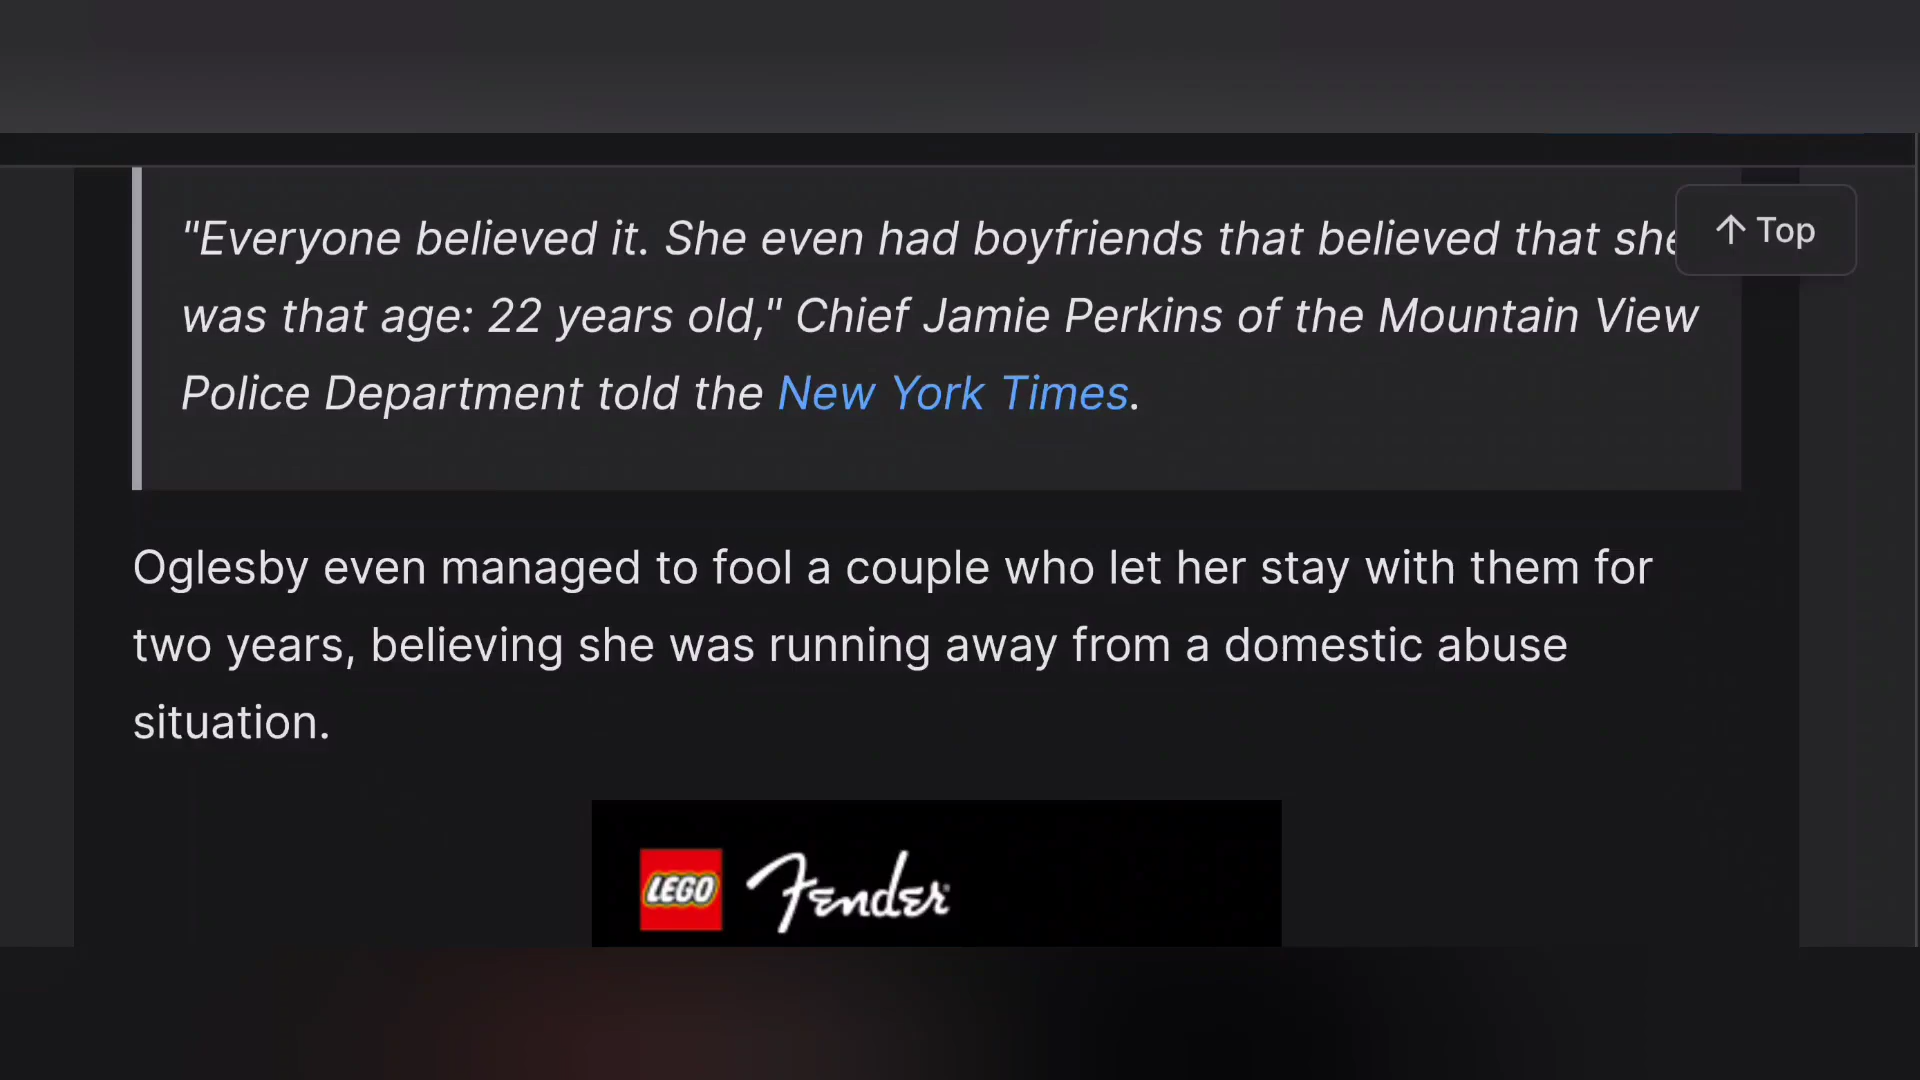 "Everyone believed it. She even had boyfriends that believed that she
↑ Top
was that age: 22 years old," Chief Jamie Perkins of the Mountain View
Police Department told the New York Times.
Oglesby even managed to fool a couple who let her stay with them for
two years, believing she was running away from a domestic abuse
situation.
LEGO Fender